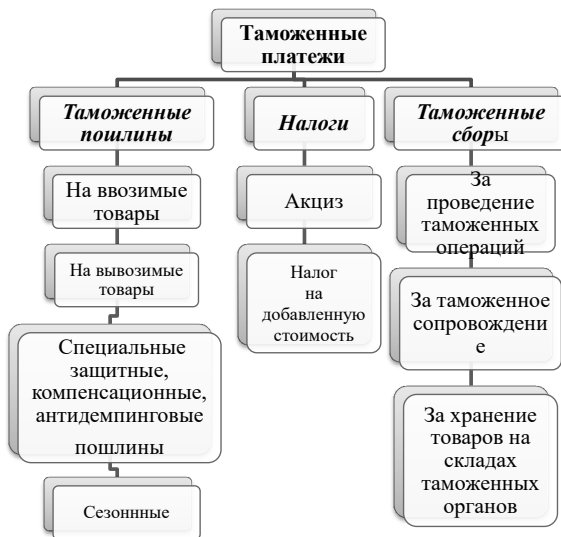 Таможенные
платежи
Таможенные
пошлины
Налоги
Таможенные
сборы
На ввозимые
товары
Акциз
За
проведение
таможенных
операций
На вывозимые
товары
Налог
на
добавленную
стоимость
За таможенное
сопровождени
е
Специальные
защитные,
компенсационные,
антидемпинговые
пошлины
За хранение
товаров на
складах
таможенных
органов
Сезоннные